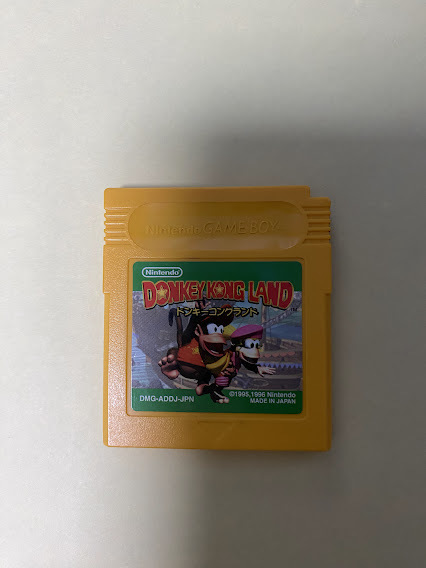 Nintendo GAME BOY
Nintendo
DONKEY KONG LAND
ドンキーコングランド
DMG-ADDJ-JPN
©1995,1996 Nintendo
MADE IN JAPAN